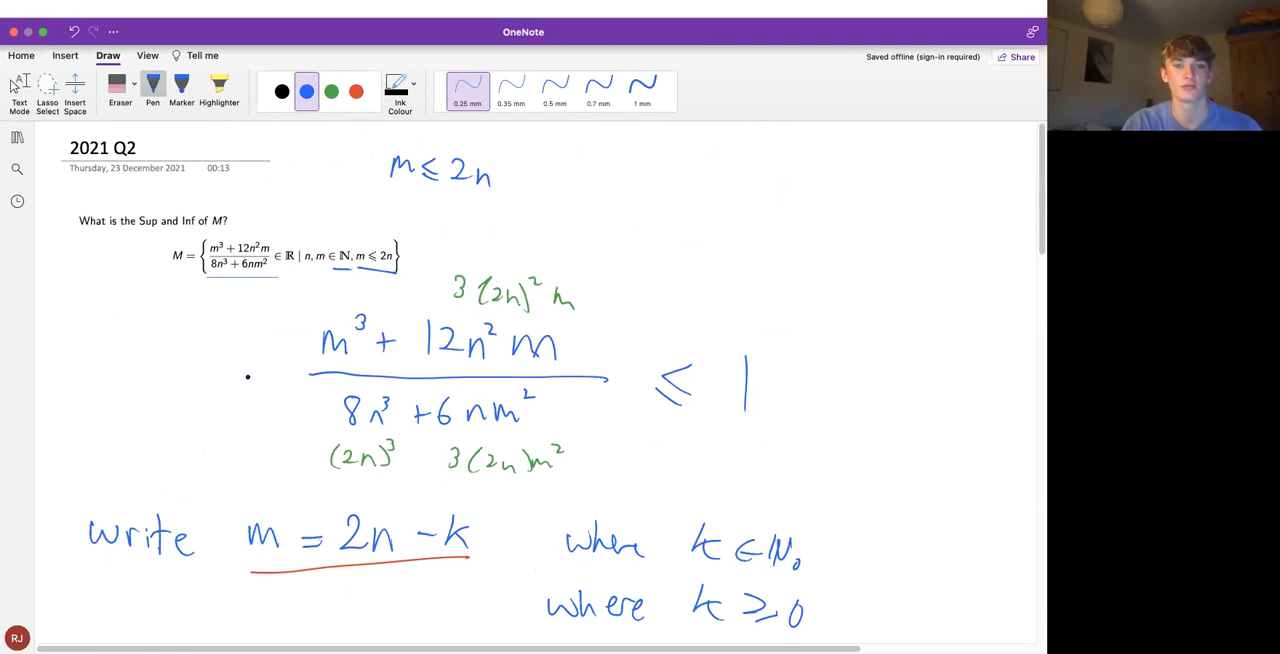 OneNote
Home Insert Draw View Tell me
Saved offline (sign-in required) Share
Text Mode
Lasso Select
Insert Space
Eraser
Pen
Marker
Highlighter
Ink Colour
0.25 mm 0.35 mm 0.5 mm 0.7 mm 1 mm
2021 Q2
Thursday, 23 December 2021 00:13
m ⩽ 2n
What is the Sup and Inf of M?
M = { (m³ + 12n²m) / (8n³ + 6nm²) ∈ ℝ | n, m ∈ ℕ, m ⩽ 2n }
3(2n)² m
m³ + 12n² m
8n³ + 6nm²
≤ 1
(2n)³ 3(2n)m²
write m = 2n - k where k ∈ ℕ₀
where k ≥ 0
RJ